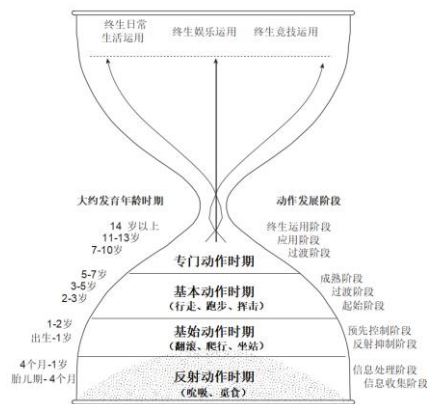 终生日常
生活运用
终生娱乐运用
终生竞技运用
大约发育年龄时期
动作发展阶段
14 岁以上
11-13岁
7-10岁
终生运用阶段
应用阶段
过渡阶段
专门动作时期
5-7岁
3-5岁
2-3岁
成熟阶段
过渡阶段
起始阶段
基本动作时期
(行走、跑步、挥击)
1-2岁
出生-1岁
预先控制阶段
反射抑制阶段
基始动作时期
(翻滚、爬行、坐站)
4个月-1岁
胎儿期-4个月
信息处理阶段
信息收集阶段
反射动作时期
(吮吸、觅食)